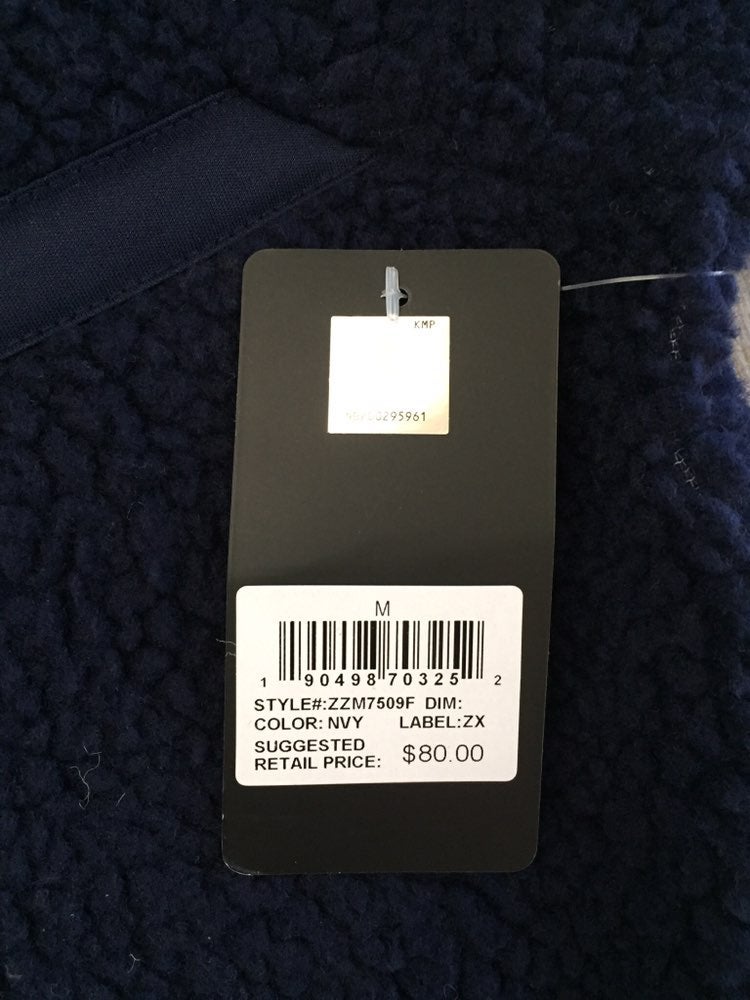 KMP
M
1 90498 70325 2
STYLE#:ZZM7509F DIM:
COLOR: NVY LABEL:ZX
SUGGESTED
RETAIL PRICE: $80.00